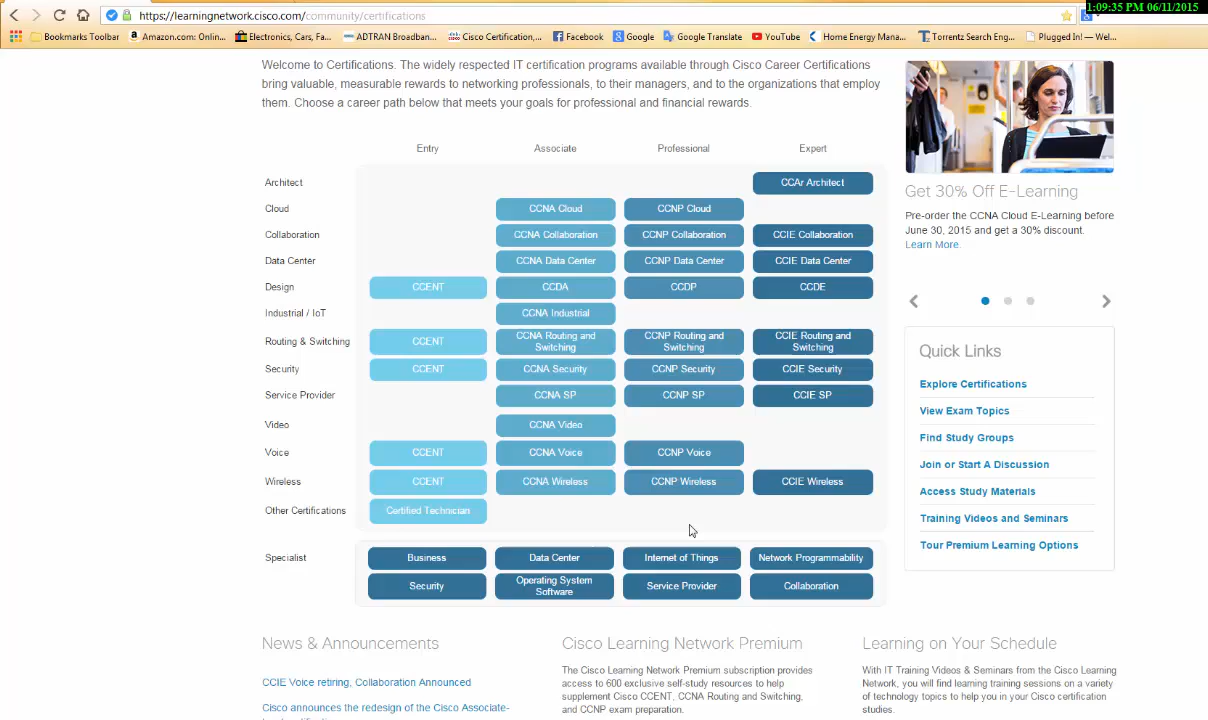 1:09:35 PM 06/11/2015
https://learningnetwork.cisco.com/community/certifications
Bookmarks Toolbar
Amazon.com: Onlin...
Electronics, Cars, Fa...
ADTRAN Broadban...
Cisco Certification,...
Facebook
Google
Google Translate
YouTube
Home Energy Mana...
Torrentz Search Eng...
Plugged In! — Wel...
Welcome to Certifications. The widely respected IT certification programs available through Cisco Career Certifications
bring valuable, measurable rewards to networking professionals, to their managers, and to the organizations that employ
them. Choose a career path below that meets your goals for professional and financial rewards.
Entry Associate Professional Expert
Architect CCAr Architect
Cloud CCNA Cloud CCNP Cloud
Collaboration CCNA Collaboration CCNP Collaboration CCIE Collaboration
Data Center CCNA Data Center CCNP Data Center CCIE Data Center
Design CCENT CCDA CCDP CCDE
Industrial / IoT CCNA Industrial
Routing & Switching CCENT CCNA Routing and Switching CCNP Routing and Switching CCIE Routing and Switching
Security CCENT CCNA Security CCNP Security CCIE Security
Service Provider CCNA SP CCNP SP CCIE SP
Video CCNA Video
Voice CCENT CCNA Voice CCNP Voice
Wireless CCENT CCNA Wireless CCNP Wireless CCIE Wireless
Other Certifications Certified Technician
Specialist Business Data Center Internet of Things Network Programmability
Security Operating System Software Service Provider Collaboration
Get 30% Off E-Learning
Pre-order the CCNA Cloud E-Learning before
June 30, 2015 and get a 30% discount.
Learn More.
Quick Links
Explore Certifications
View Exam Topics
Find Study Groups
Join or Start A Discussion
Access Study Materials
Training Videos and Seminars
Tour Premium Learning Options
News & Announcements
CCIE Voice retiring, Collaboration Announced
Cisco announces the redesign of the Cisco Associate-
Cisco Learning Network Premium
The Cisco Learning Network Premium subscription provides
access to 600 exclusive self-study resources to help
supplement Cisco CCENT, CCNA Routing and Switching,
and CCNP exam preparation.
Learning on Your Schedule
With IT Training Videos & Seminars from the Cisco Learning
Network, you will find learning training sessions on a variety
of technology topics to help you in your Cisco certification
studies.